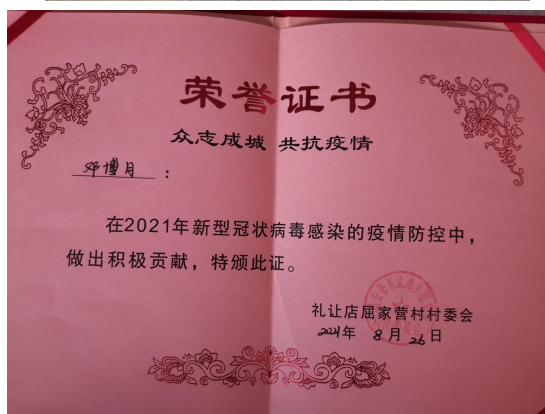 荣誉证书
众志成城 共抗疫情
邓博月:
在2021年新型冠状病毒感染的疫情防控中,
做出积极贡献,特颁此证。
礼让店屈家营村村委会
2021年 8月 26日